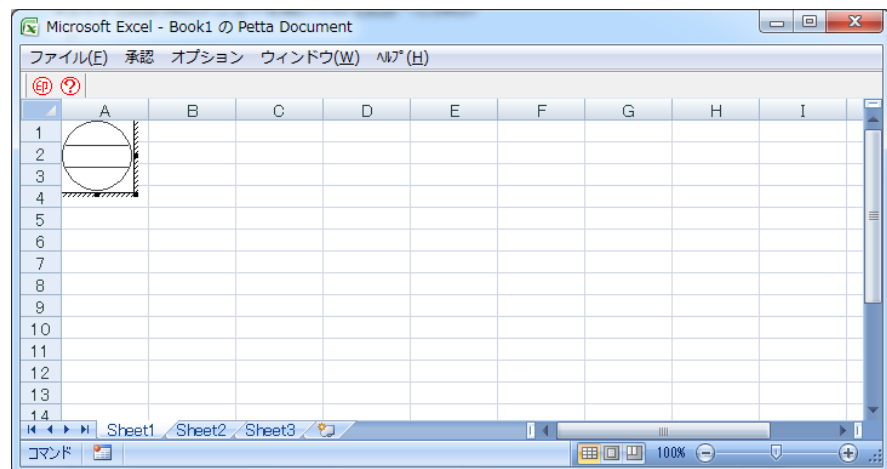 Microsoft Excel - Book1 の Petta Document
ファイル(F) 承認 オプション ウィンドウ(W) ﾍﾙﾌﾟ(H)
印 ?
A B C D E F G H I
1
2
3
4
5
6
7
8
9
10
11
12
13
14
Sheet1 Sheet2 Sheet3
コマンド 100%